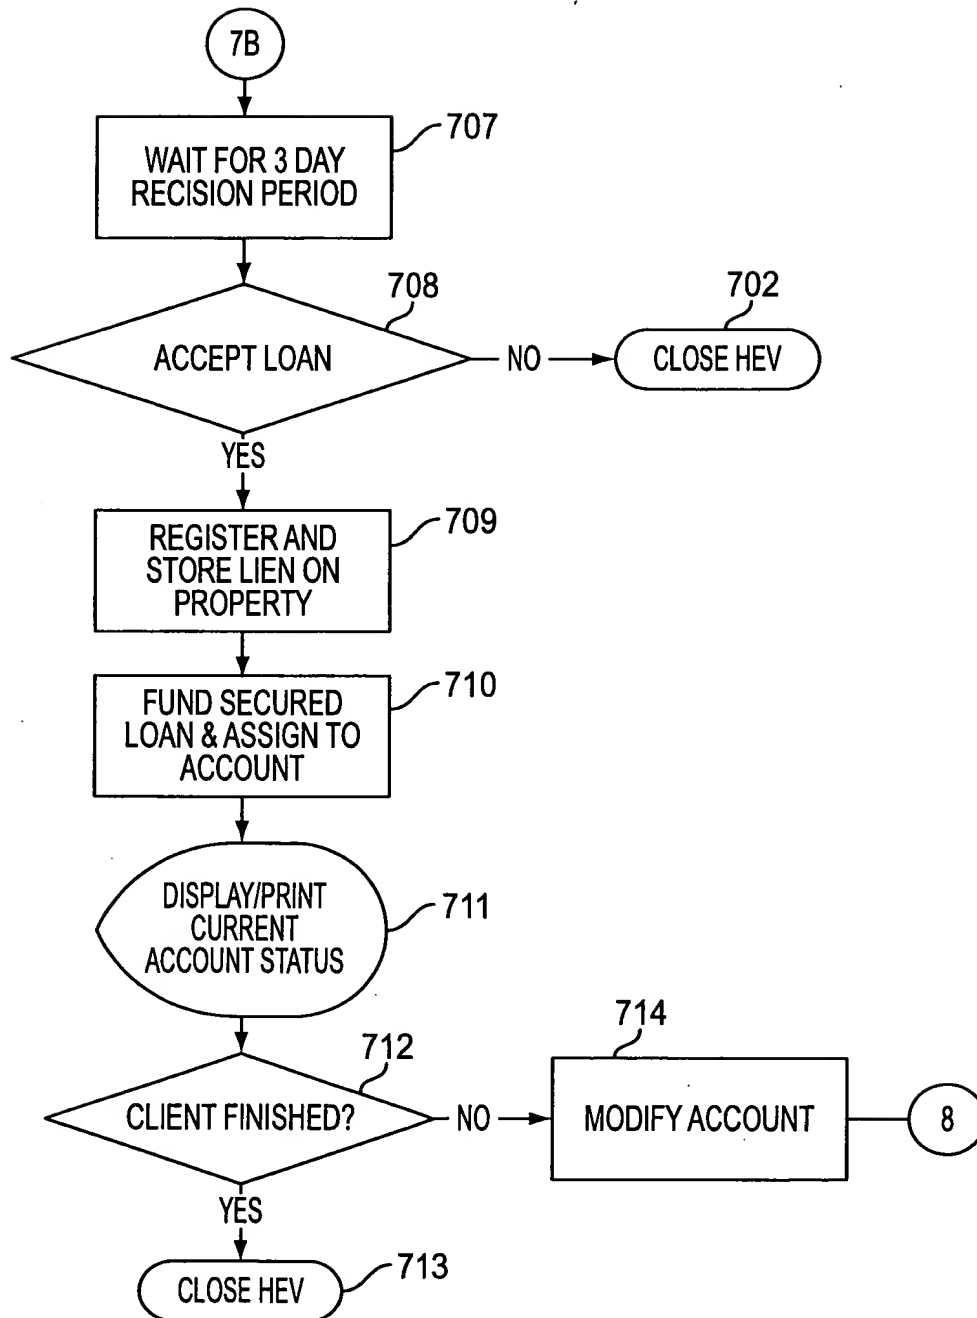 7B
707
WAIT FOR 3 DAY
RECISION PERIOD
708
702
ACCEPT LOAN
NO
CLOSE HEV
YES
709
REGISTER AND
STORE LIEN ON
PROPERTY
710
FUND SECURED
LOAN & ASSIGN TO
ACCOUNT
711
DISPLAY/PRINT
CURRENT
ACCOUNT STATUS
712
714
CLIENT FINISHED?
NO
MODIFY ACCOUNT
8
YES
713
CLOSE HEV